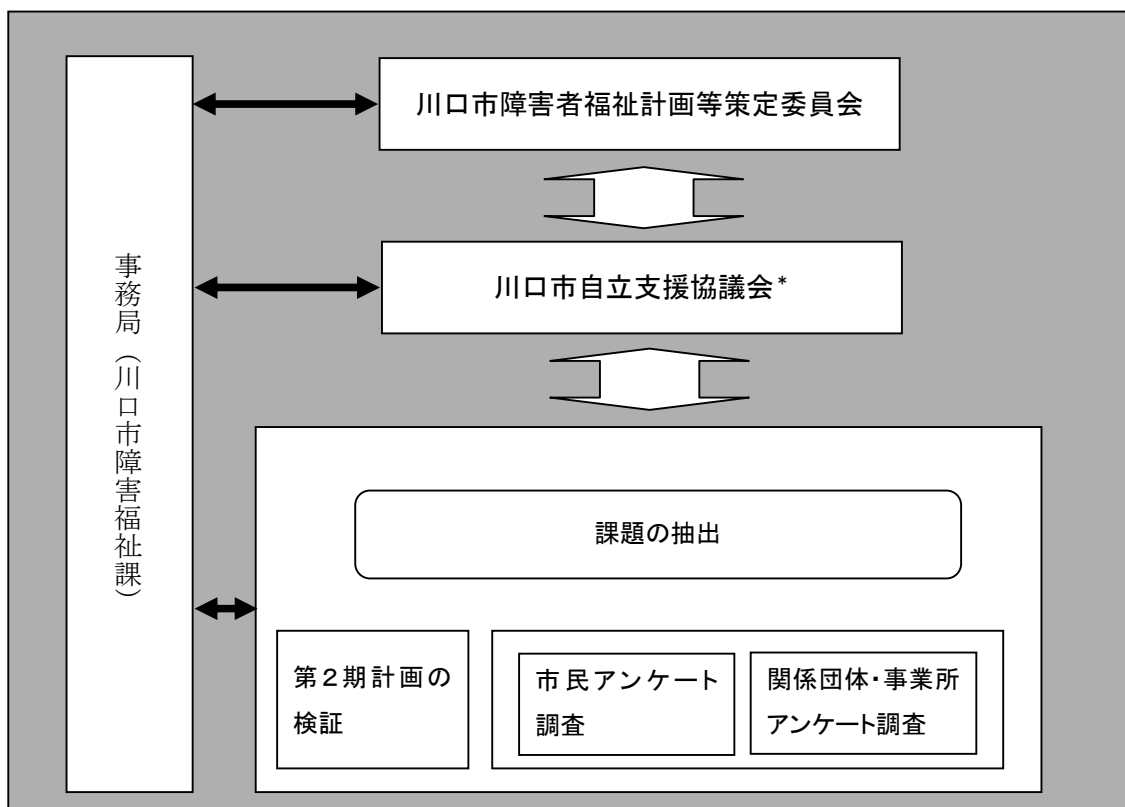 川口市障害者福祉計画等策定委員会
川口市自立支援協議会*
事務局（川口市障害福祉課）
課題の抽出
第２期計画の
検証
市民アンケート
調査
関係団体・事業所
アンケート調査